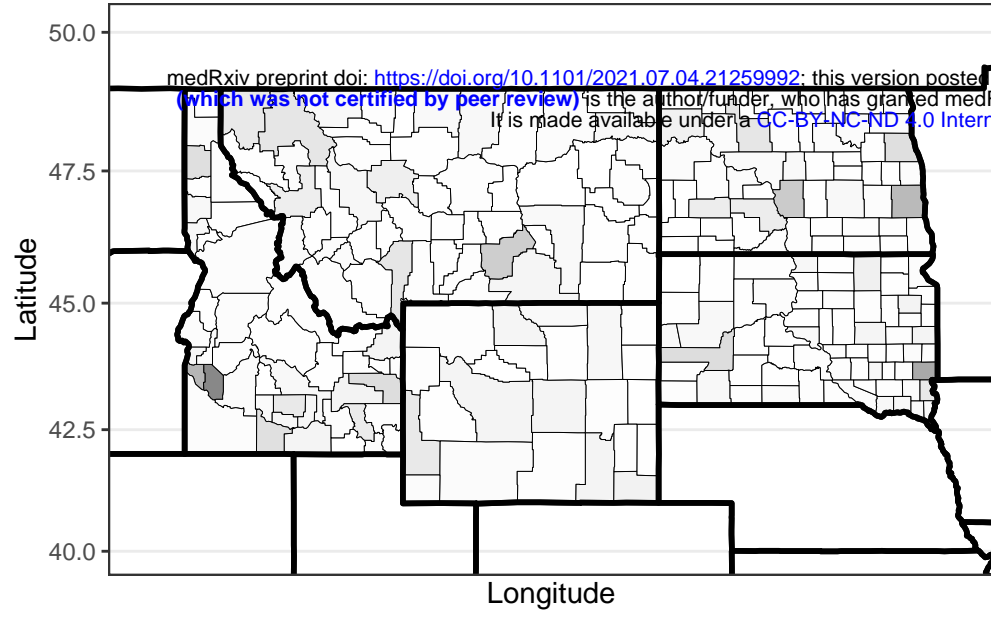 50.0
medRxiv preprint doi: https://doi.org/10.1101/2021.07.04.21259992; this version posted
(which was not certified by peer review) is the author/funder, who has granted medR
It is made available under a CC-BY-NC-ND 4.0 Intern
47.5
Latitude
45.0
42.5
40.0
Longitude